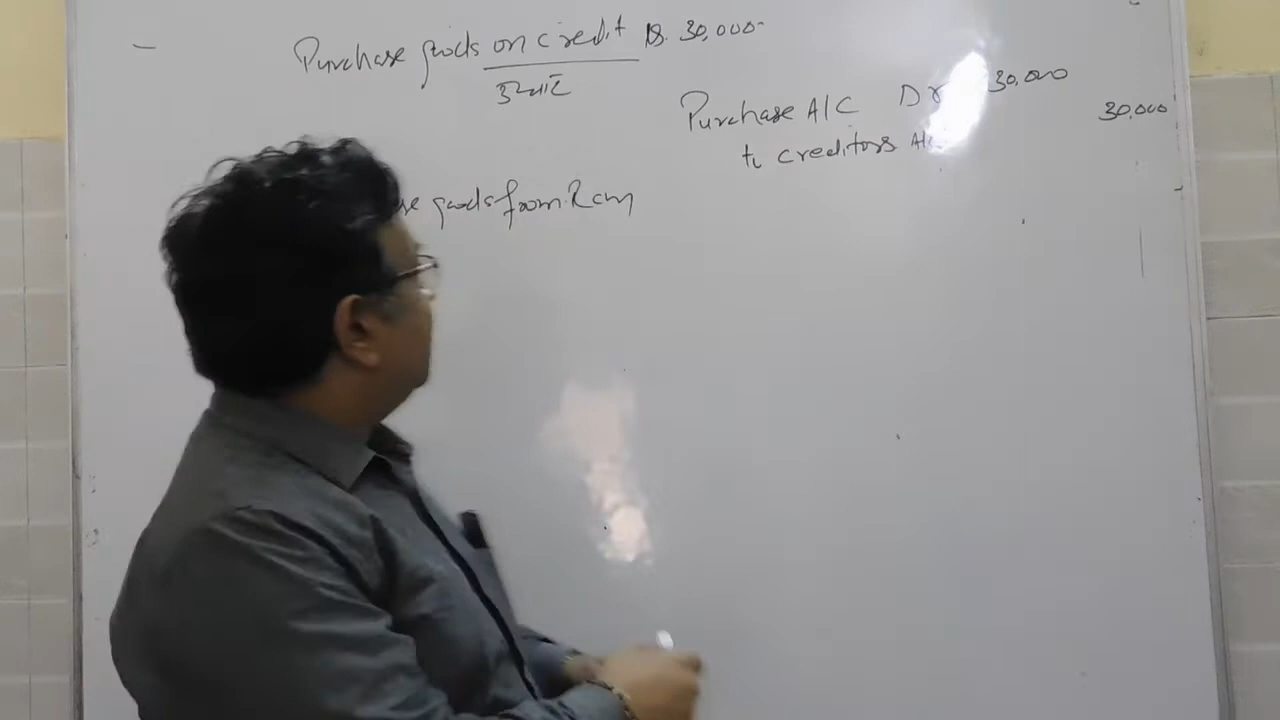 Purchase goods on credit Rs. 30,000
उधार
Purchase A/C Dr 30,000
to creditors A/c 30,000
goods from Ram